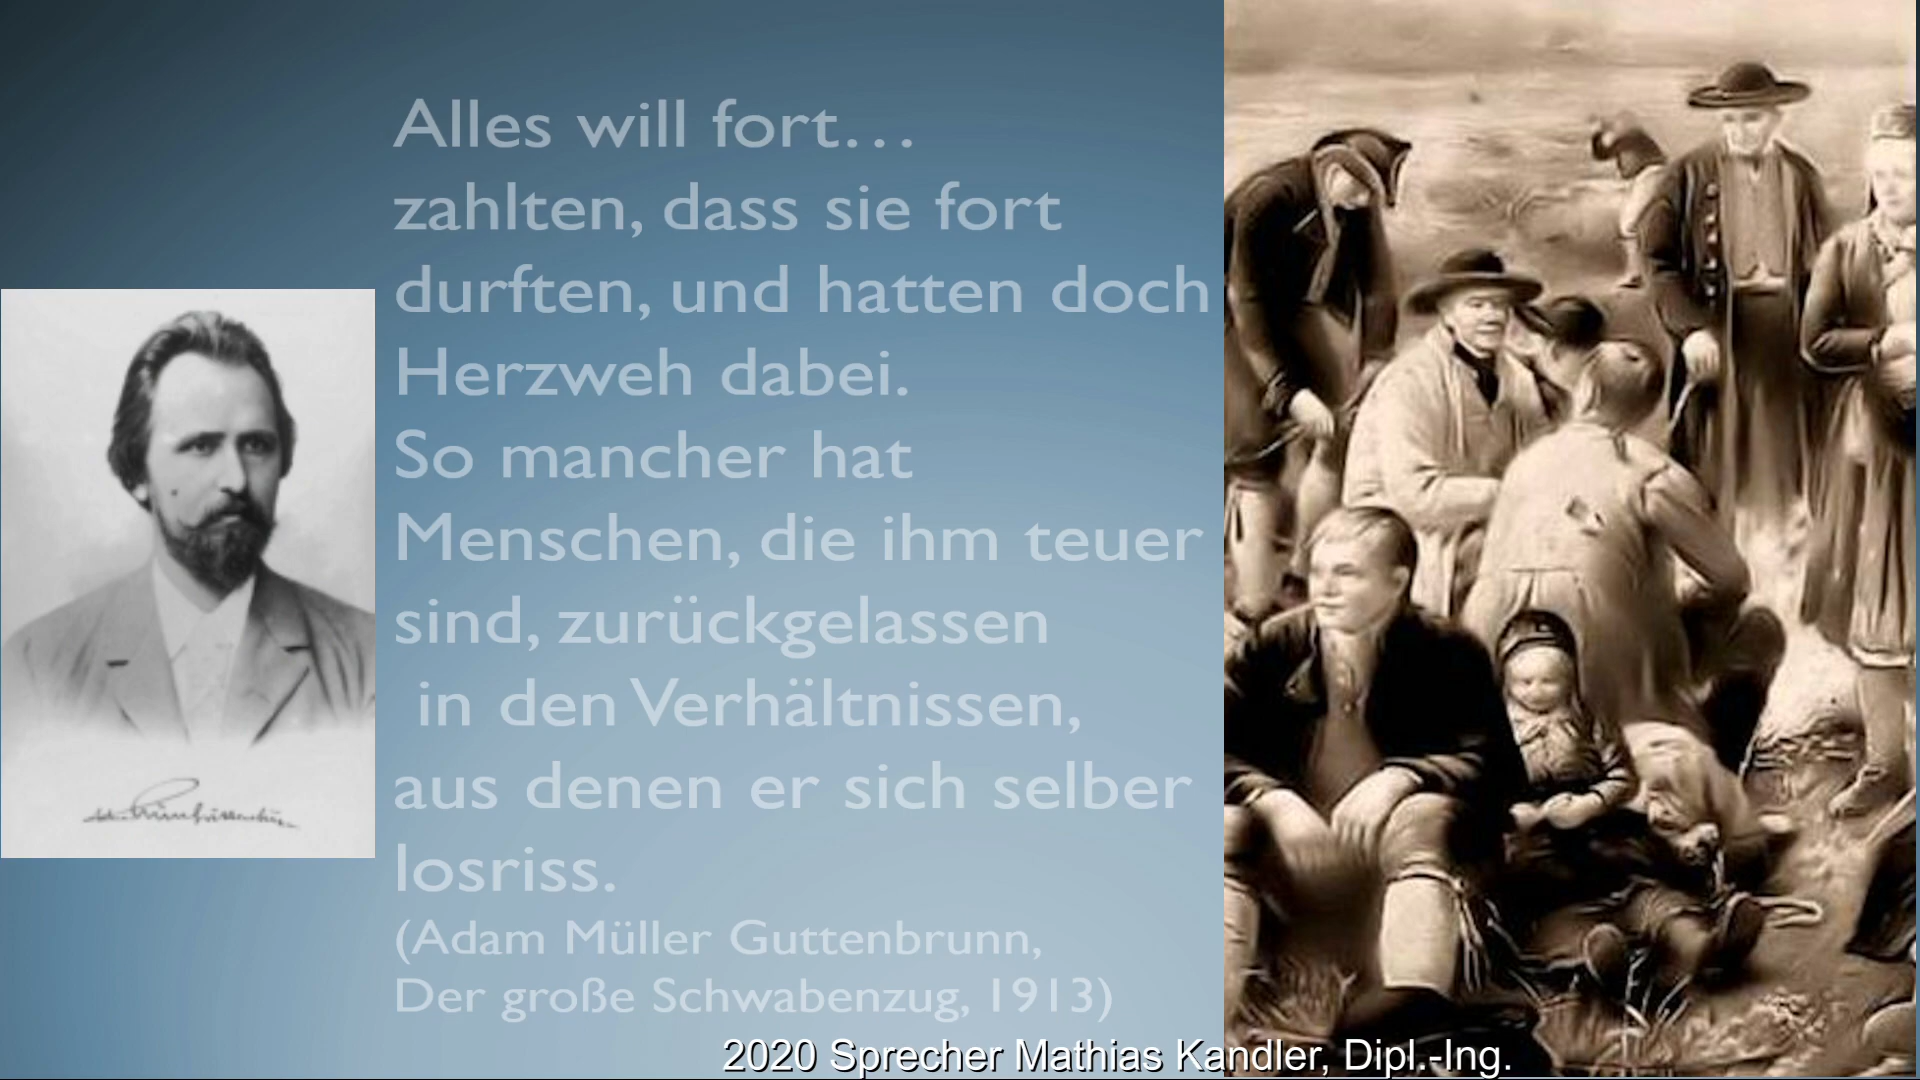 Alles will fort…
zahlten, dass sie fort
durften, und hatten doch
Herzweh dabei.
So mancher hat
Menschen, die ihm teuer
sind, zurückgelassen
in den Verhältnissen,
aus denen er sich selber
losriss.
(Adam Müller Guttenbrunn,
Der große Schwabenzug, 1913)
2020 Sprecher Mathias Kandler, Dipl.-Ing.